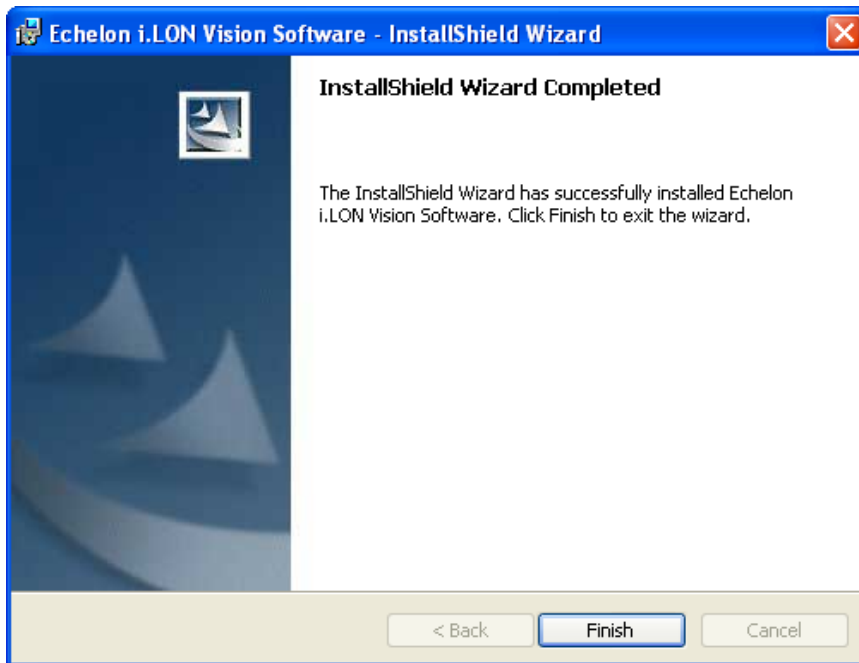 Echelon i.LON Vision Software - InstallShield Wizard
InstallShield Wizard Completed
The InstallShield Wizard has successfully installed Echelon
i.LON Vision Software. Click Finish to exit the wizard.
< Back Finish Cancel